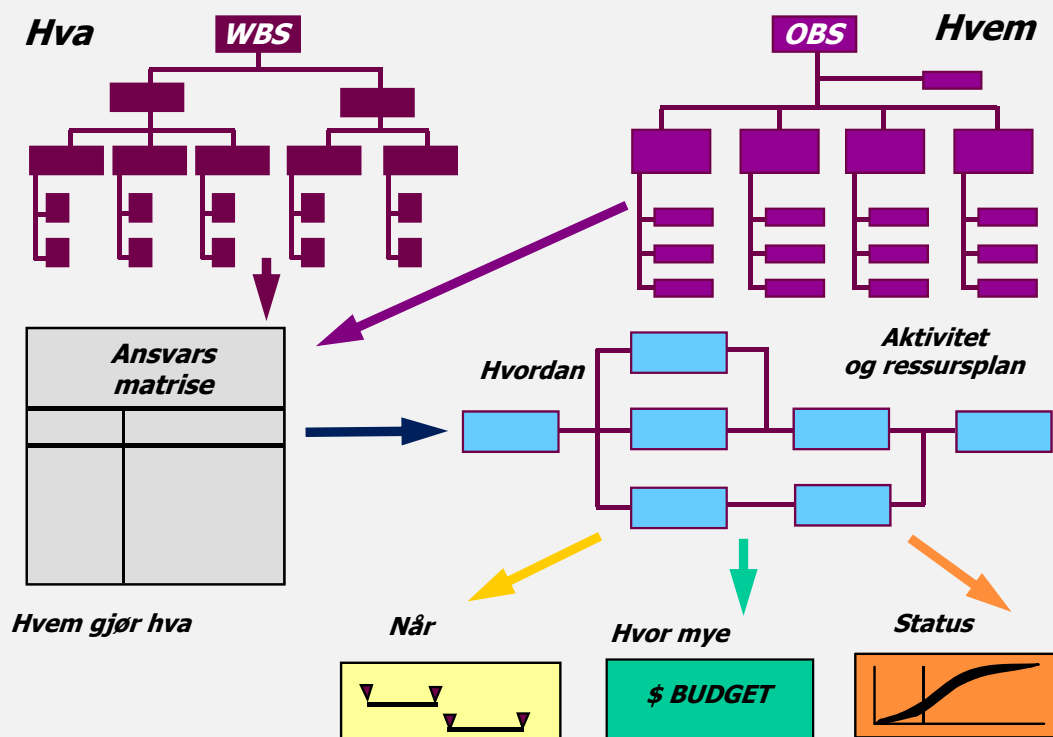 Hva
WBS
OBS
Hvem
Ansvars
matrise
Hvordan
Aktivitet
og ressursplan
Hvem gjør hva
Når
Hvor mye
Status
$ BUDGET